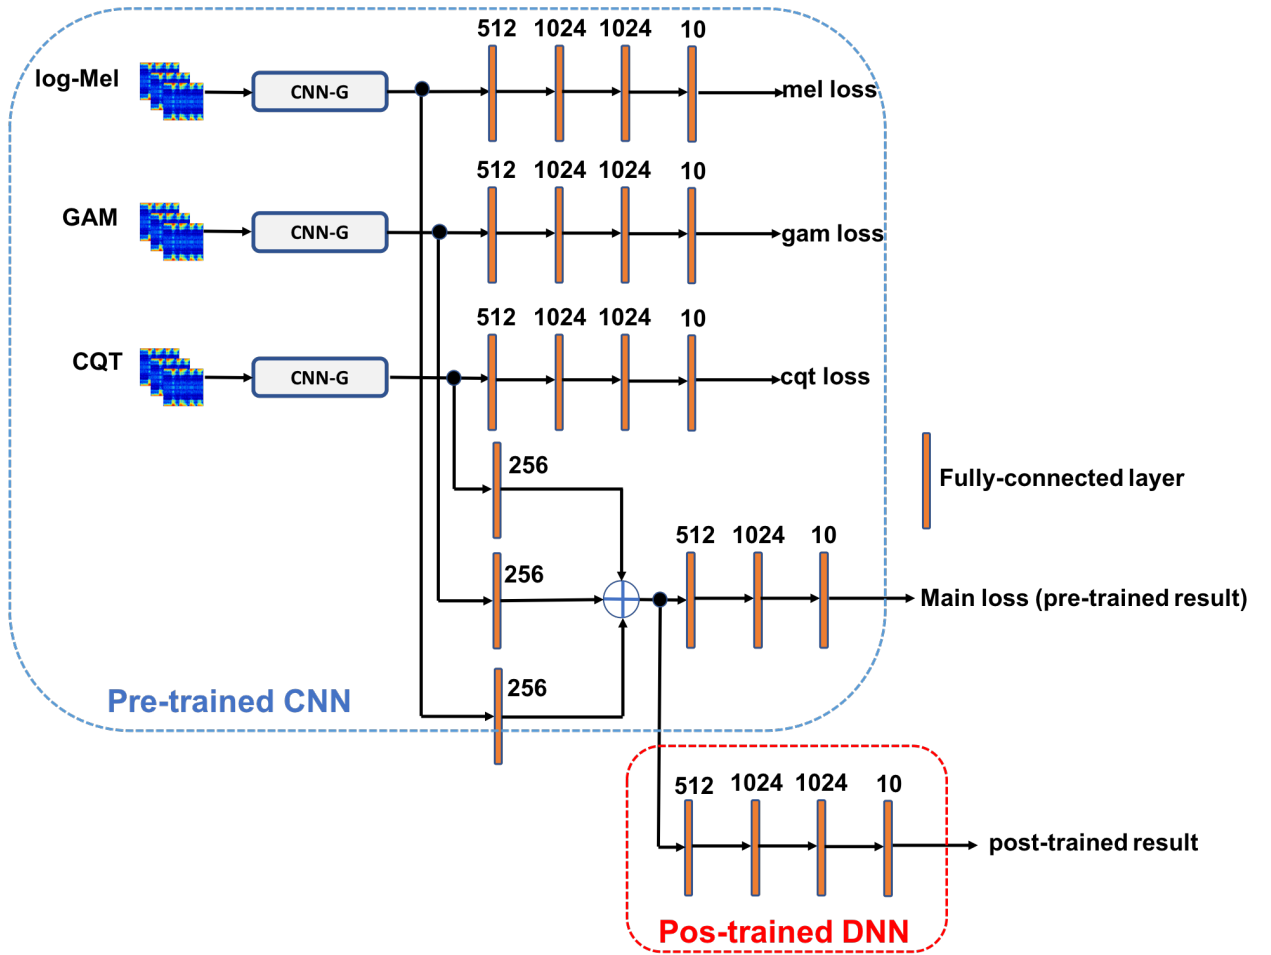 512 1024 1024 10
log-Mel
CNN-G
mel loss
512 1024 1024 10
GAM
CNN-G
gam loss
512 1024 1024 10
CQT
CNN-G
cqt loss
256
Fully-connected layer
512 1024 10
256
Main loss (pre-trained result)
256
Pre-trained CNN
512 1024 1024 10
post-trained result
Pos-trained DNN